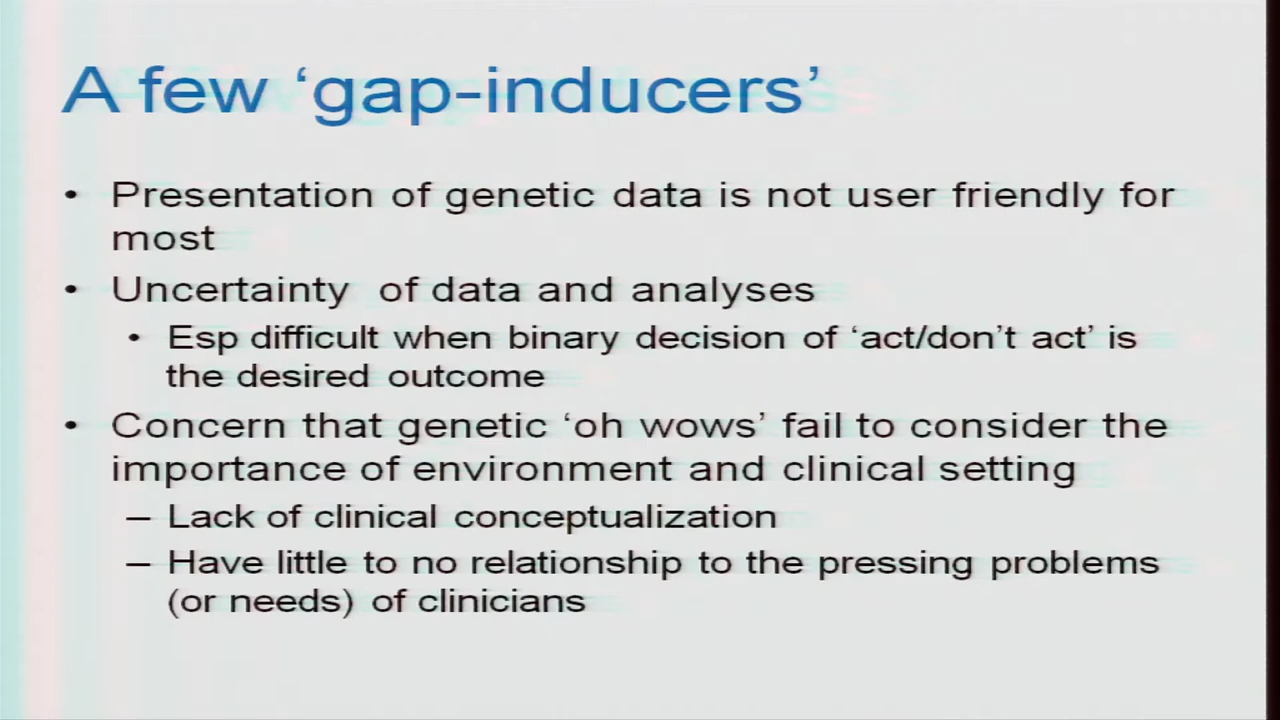 A few ‘gap-inducers’
• Presentation of genetic data is not user friendly for
most
• Uncertainty of data and analyses
• Esp difficult when binary decision of ‘act/don’t act’ is
the desired outcome
• Concern that genetic ‘oh wows’ fail to consider the
importance of environment and clinical setting
– Lack of clinical conceptualization
– Have little to no relationship to the pressing problems
(or needs) of clinicians